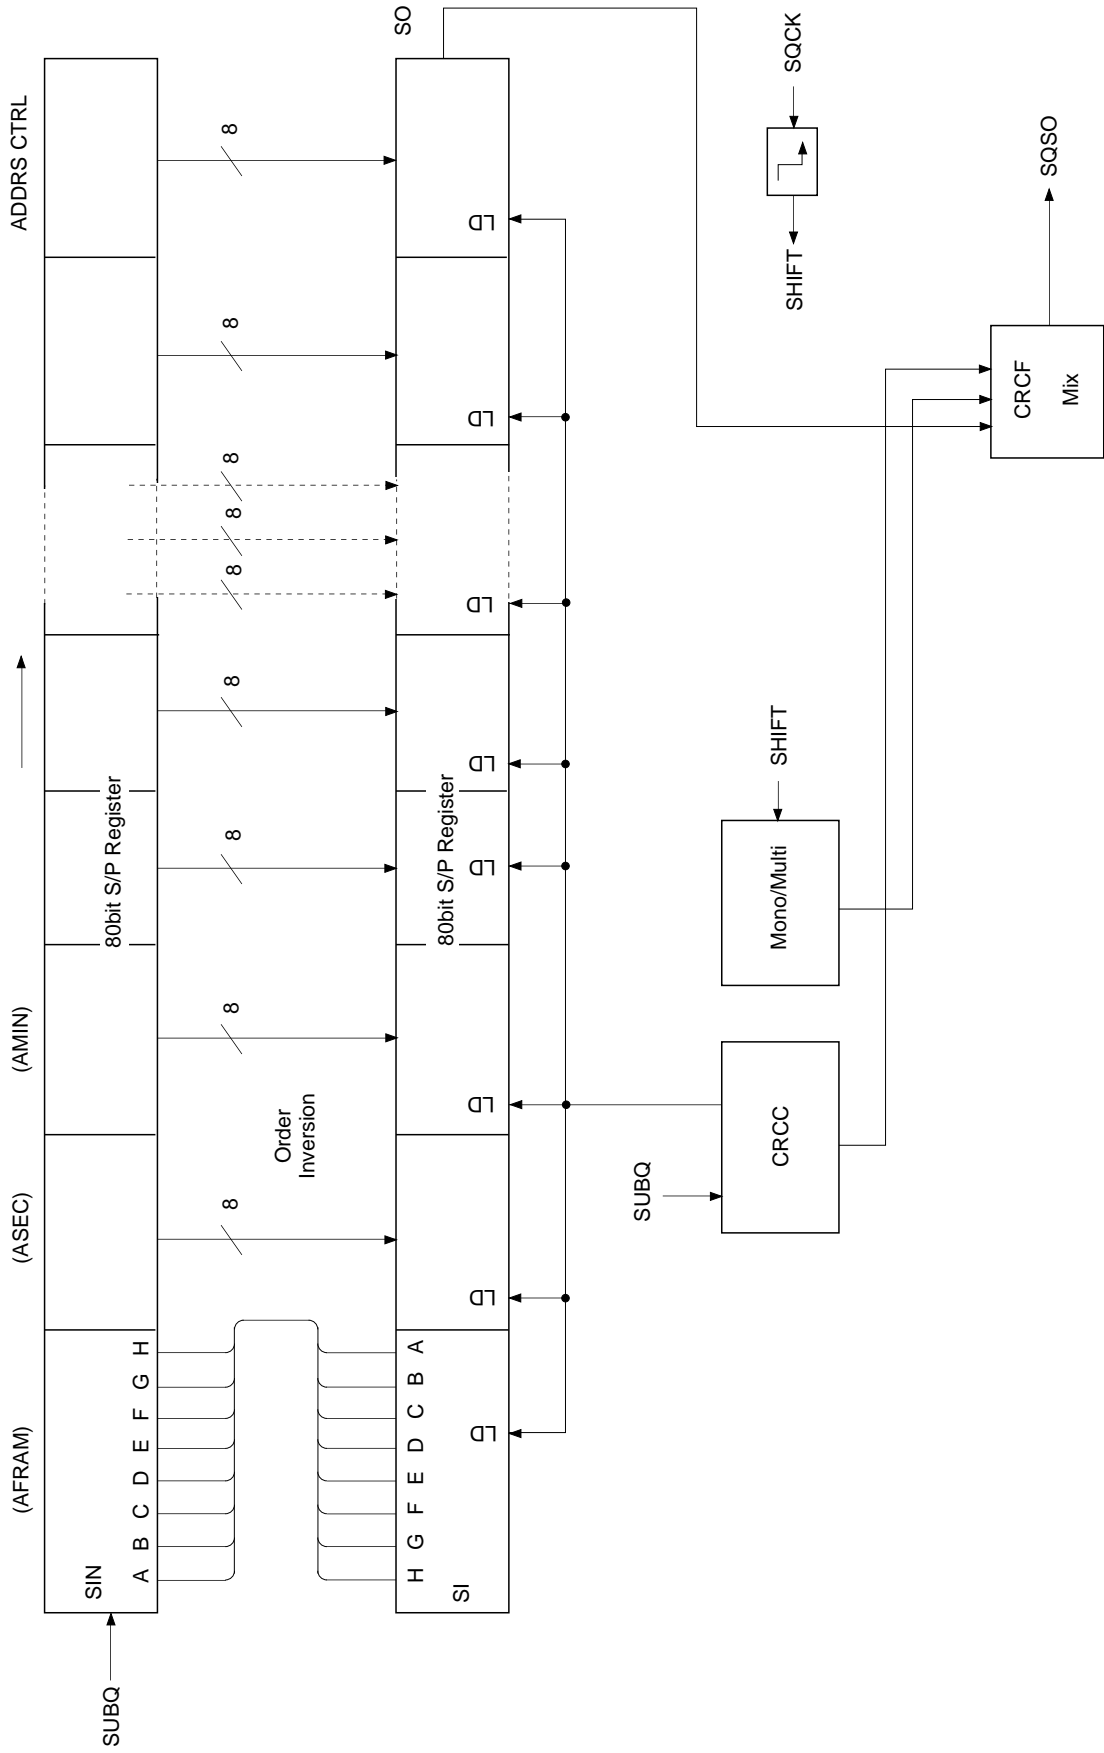 (AFRAM)
(ASEC)
(AMIN)
ADDRS CTRL
SUBQ
SIN
A B C D E F G H
80bit S/P Register
8
8
8
8
8
8
8
8
8
Order
Inversion
H G F E D C B A
SI
80bit S/P Register
SO
LD
LD
LD
LD
LD
LD
LD
LD
SUBQ
CRCC
Mono/Multi
SHIFT
SHIFT
SQCK
CRCF
Mix
SQSO